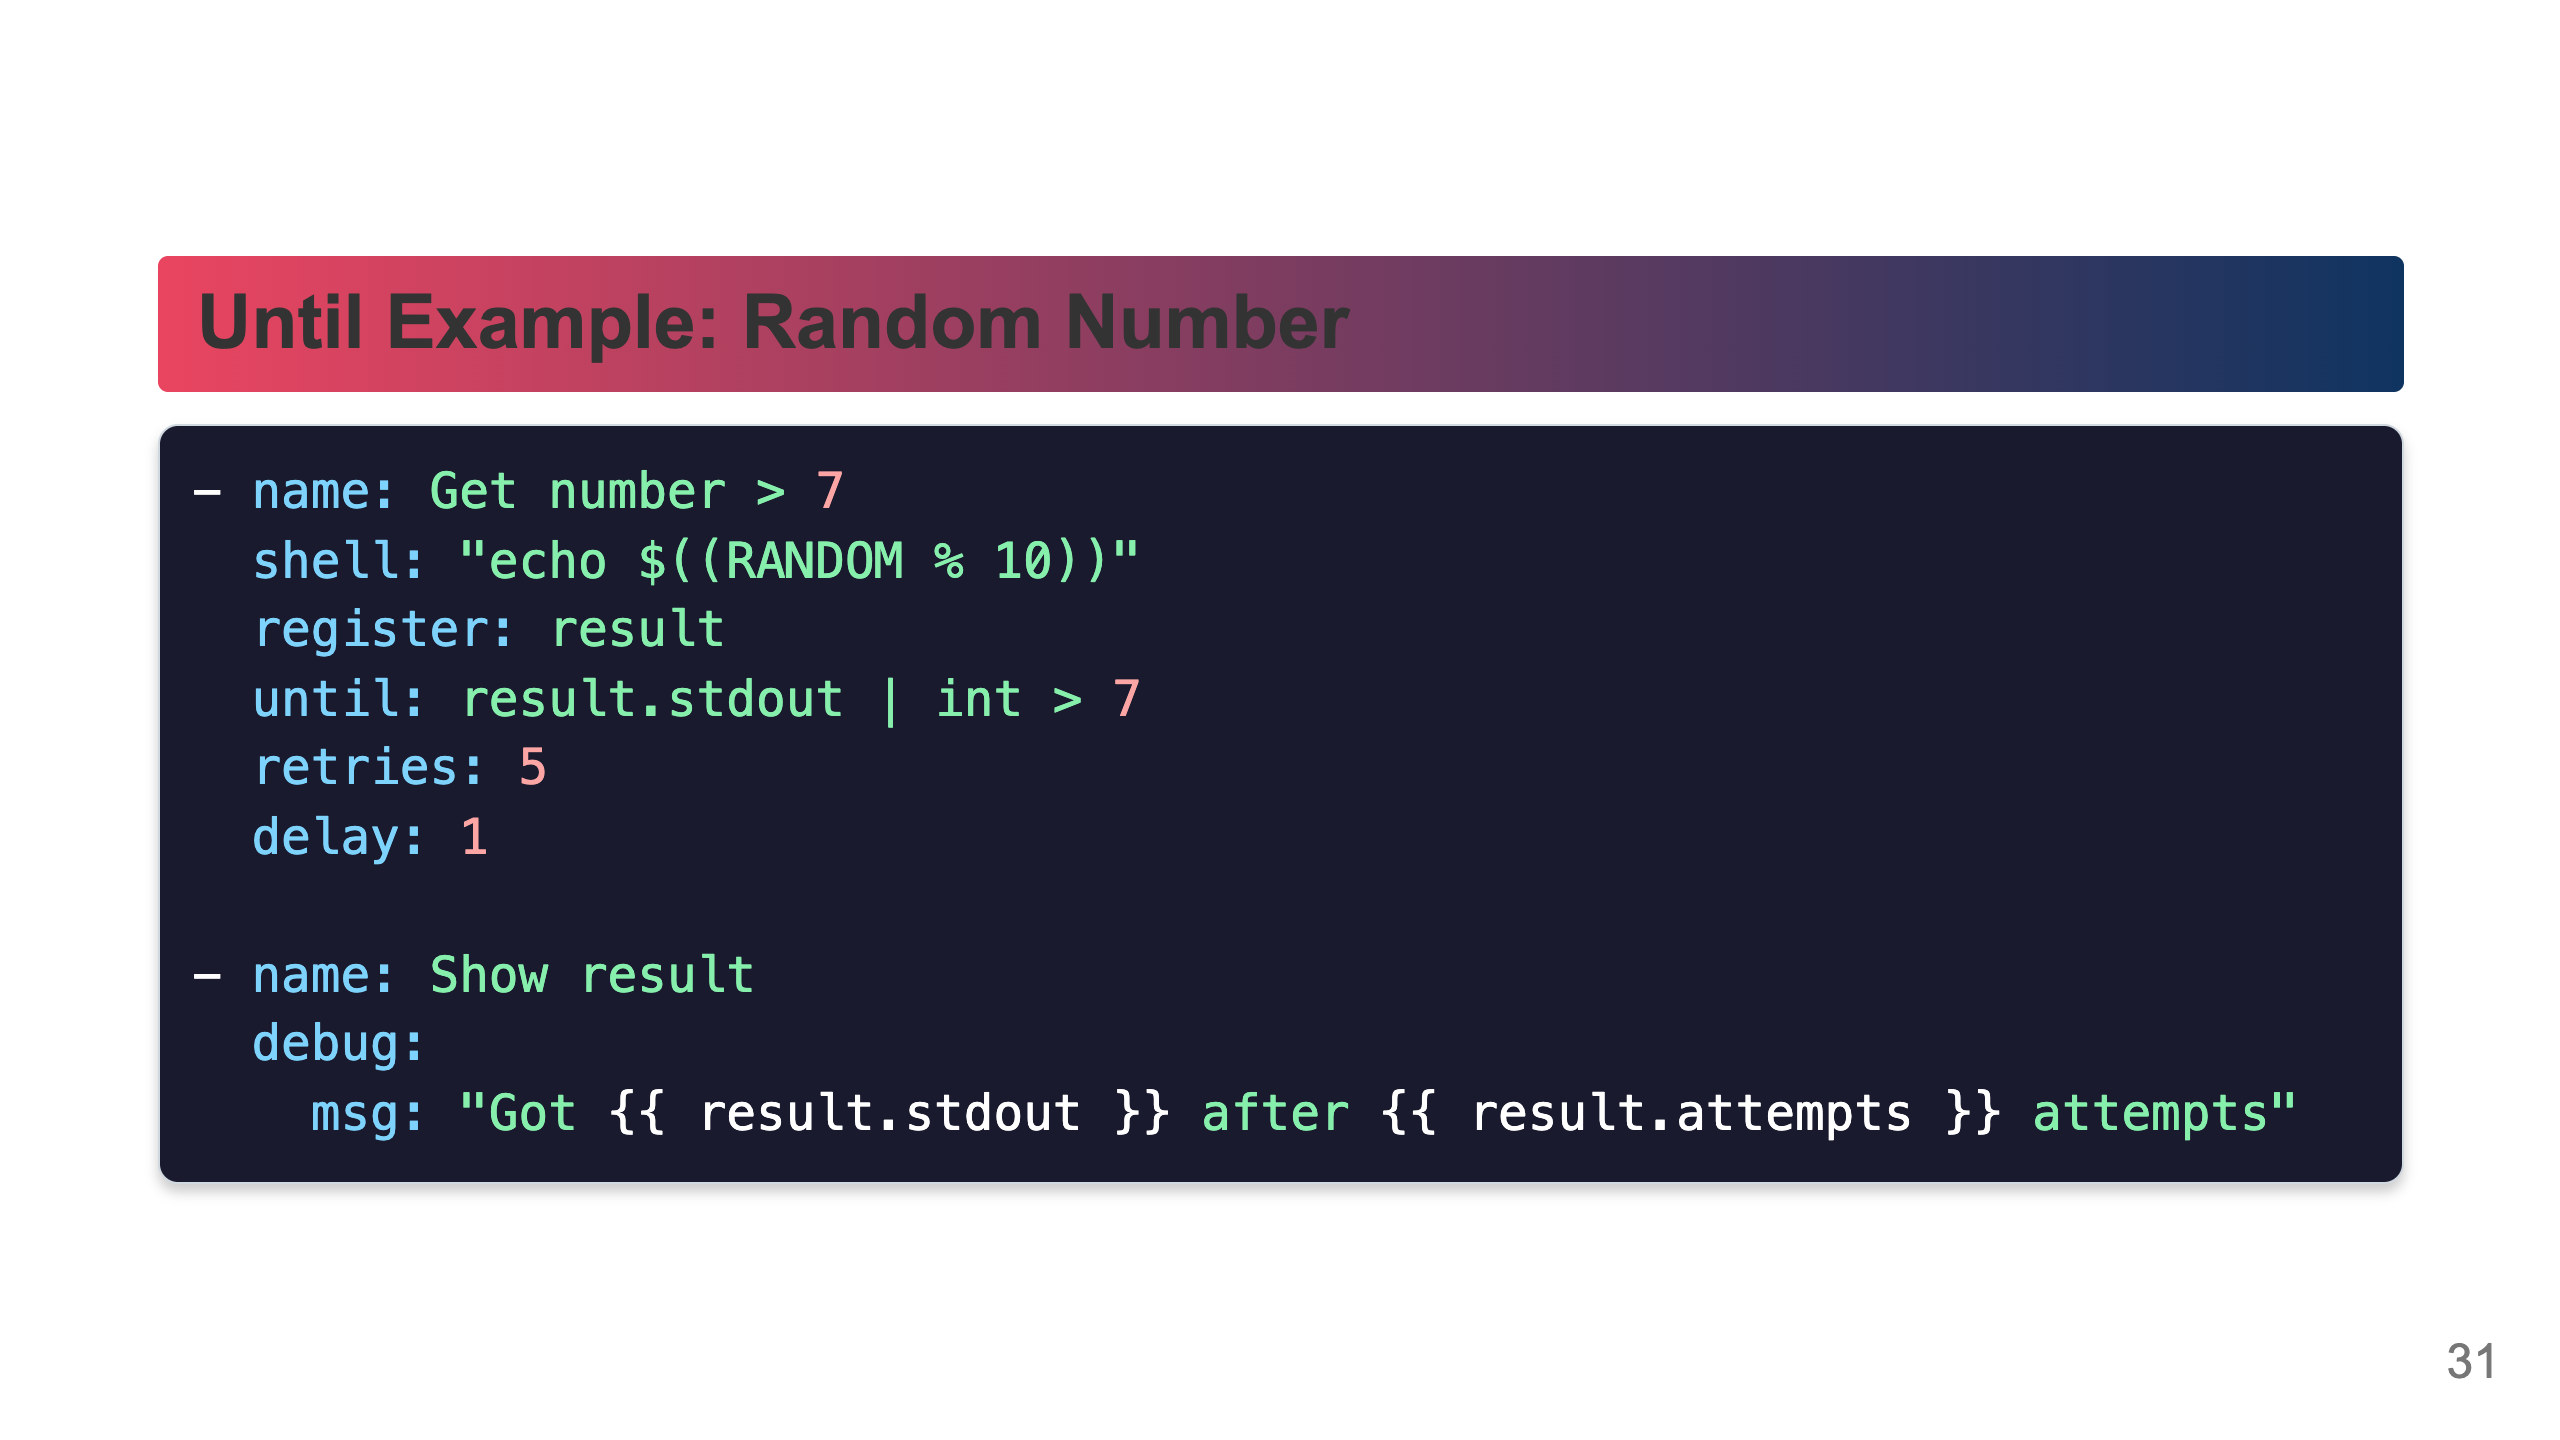 Until Example: Random Number
- name: Get number > 7
  shell: "echo $((RANDOM % 10))"
  register: result
  until: result.stdout | int > 7
  retries: 5
  delay: 1

- name: Show result
  debug:
    msg: "Got {{ result.stdout }} after {{ result.attempts }} attempts"
31